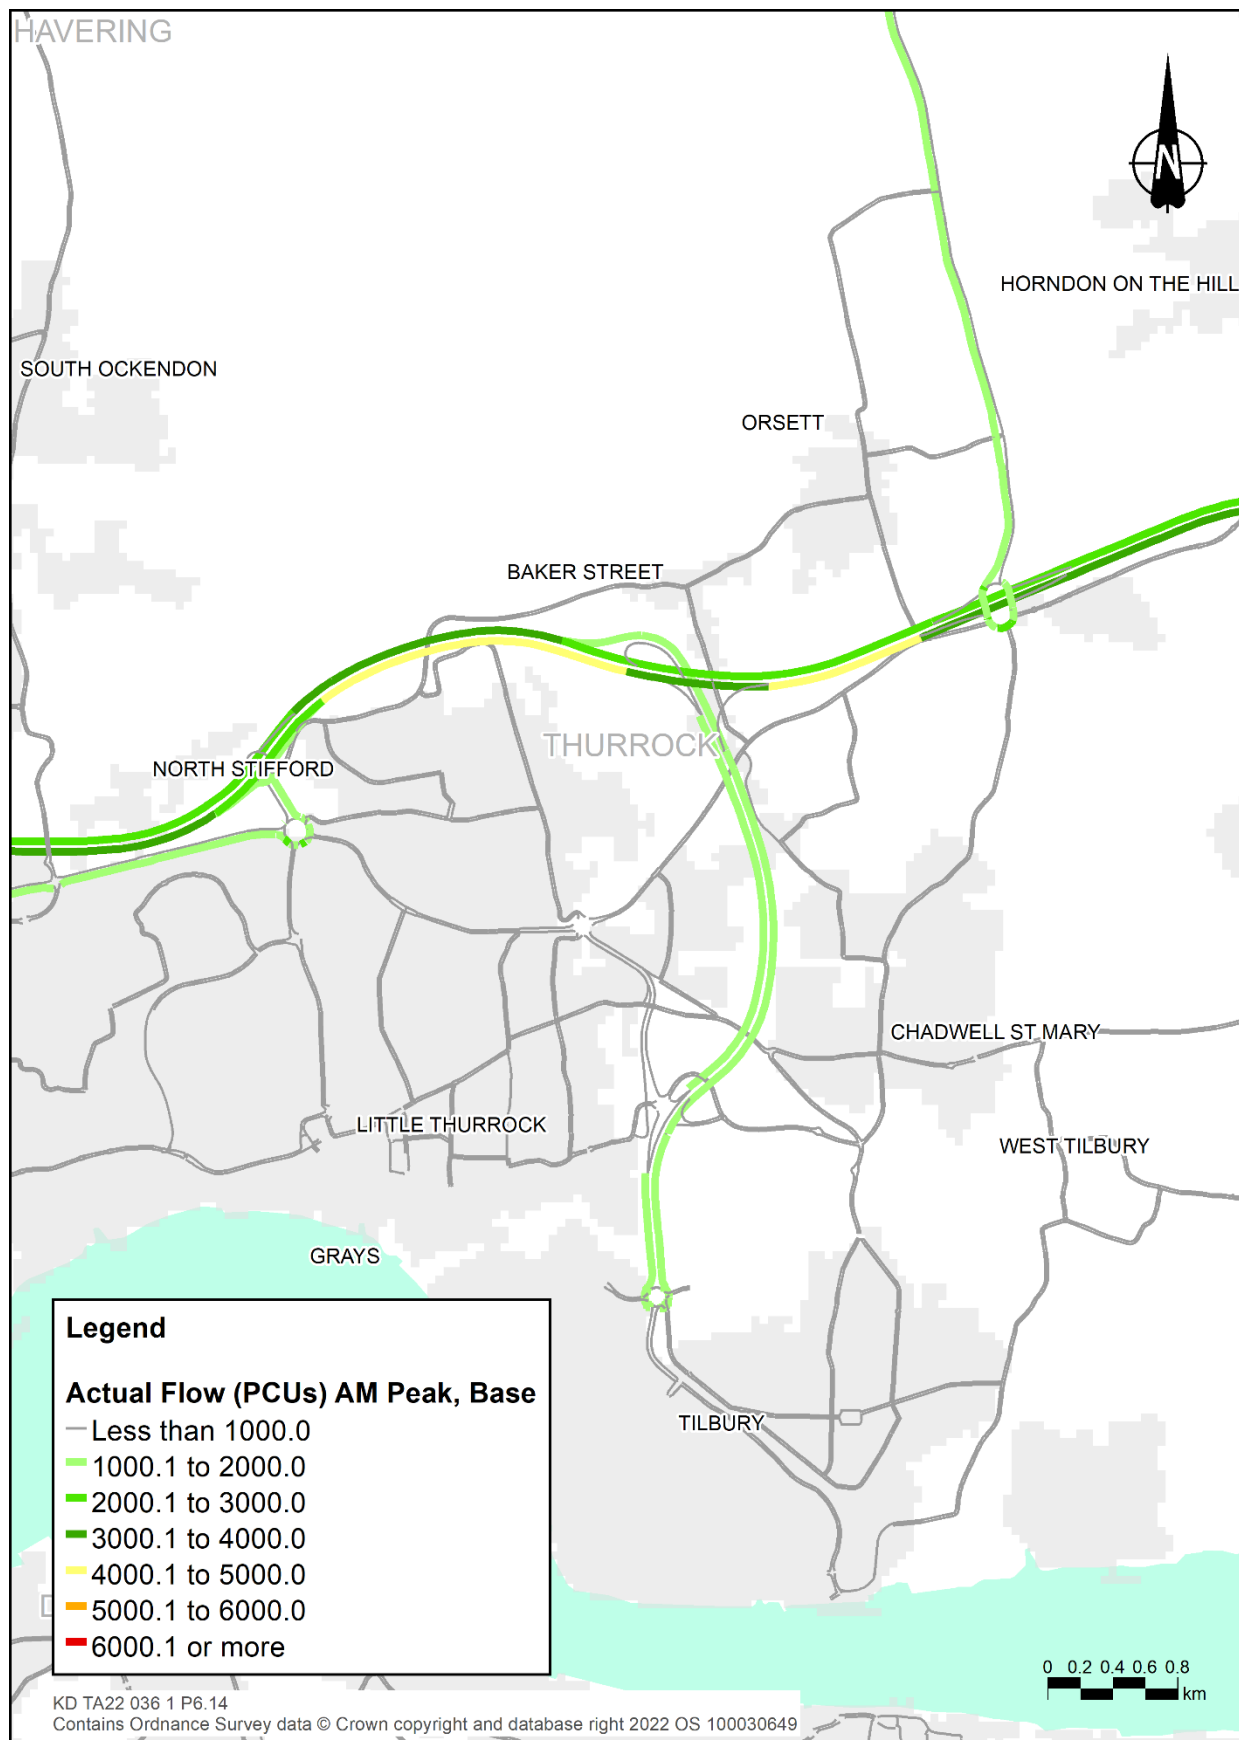 HAVERING
N
HORNDON ON THE HILL
SOUTH OCKENDON
ORSETT
BAKER STREET
THURROCK
NORTH STIFFORD
CHADWELL ST MARY
LITTLE THURROCK
WEST TILBURY
GRAYS
TILBURY
Legend
Actual Flow (PCUs) AM Peak, Base
Less than 1000.0
1000.1 to 2000.0
2000.1 to 3000.0
3000.1 to 4000.0
4000.1 to 5000.0
5000.1 to 6000.0
6000.1 or more
0 0.2 0.4 0.6 0.8
km
KD TA22 036 1 P6.14
Contains Ordnance Survey data © Crown copyright and database right 2022 OS 100030649